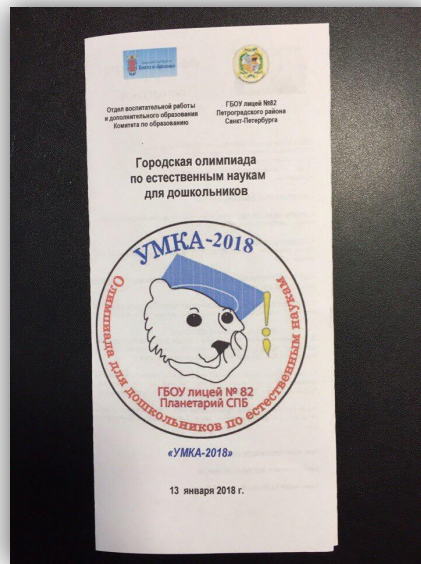 Отдел воспитательной работы
и дополнительного образования
Комитета по образованию
ГБОУ лицей №82
Петроградского района
Санкт-Петербурга
Городская олимпиада
по естественным наукам
для дошкольников
УМКА-2018
Олимпиада для дошкольников по естественным наукам
ГБОУ лицей № 82
Планетарий СПБ
«УМКА-2018»
13 января 2018 г.